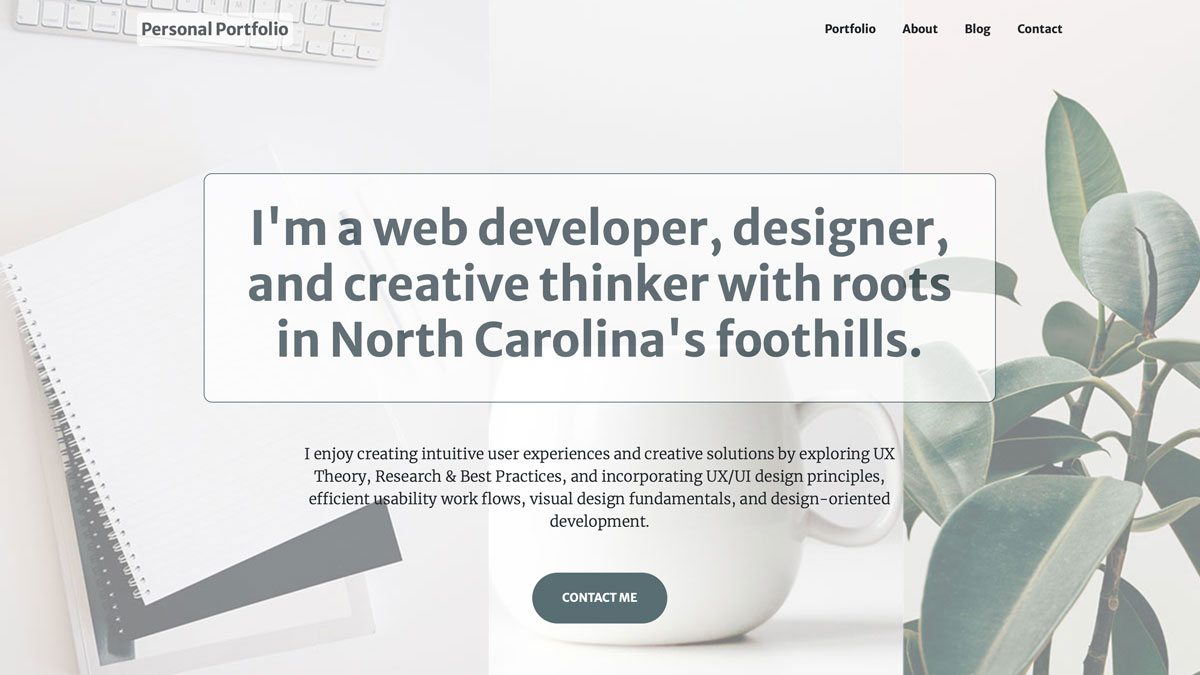 Personal Portfolio
Portfolio About Blog Contact
I'm a web developer, designer,
and creative thinker with roots
in North Carolina's foothills.
I enjoy creating intuitive user experiences and creative solutions by exploring UX
Theory, Research & Best Practices, and incorporating UX/UI design principles,
efficient usability work flows, visual design fundamentals, and design-oriented
development.
CONTACT ME